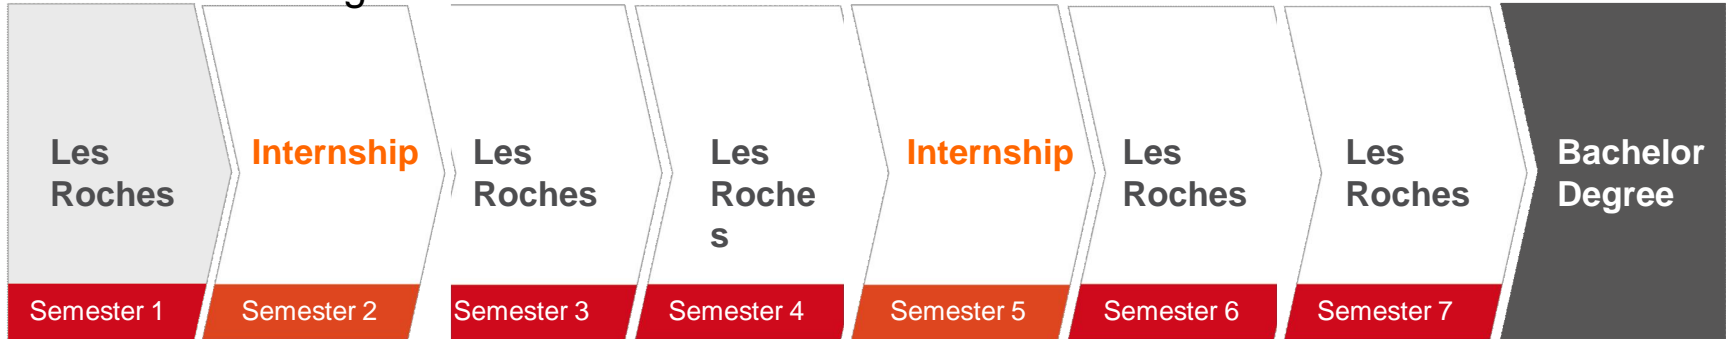 Les
Roches
Internship
Les
Roches
Les
Roche
s
Internship
Les
Roches
Les
Roches
Bachelor
Degree
Semester 1
Semester 2
Semester 3
Semester 4
Semester 5
Semester 6
Semester 7